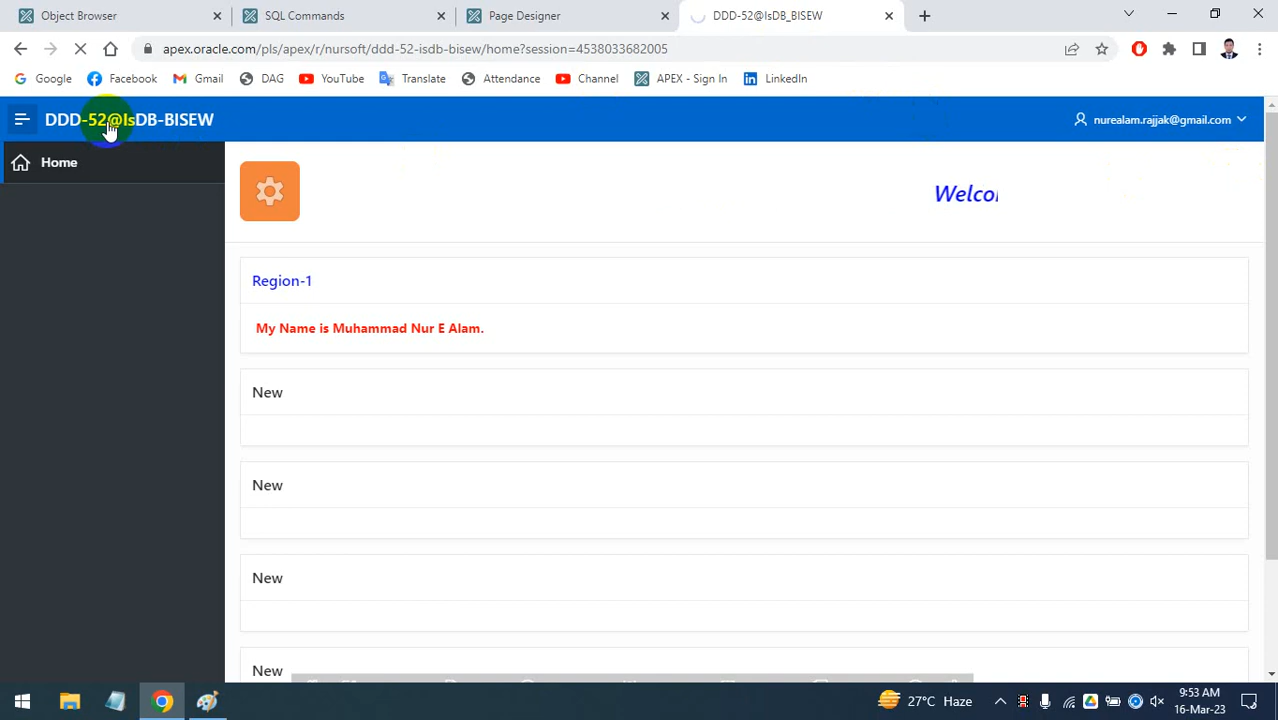 Object Browser
SQL Commands
Page Designer
DDD-52@IsDB_BISEW
apex.oracle.com/pls/apex/r/nursoft/ddd-52-isdb-bisew/home?session=4538033682005
Google
Facebook
Gmail
DAG
YouTube
Translate
Attendance
Channel
APEX - Sign In
LinkedIn
DDD-52@IsDB-BISEW
nurealam.rajjak@gmail.com
Home
Welco
Region-1
My Name is Muhammad Nur E Alam.
New
New
New
New
27°C Haze
9:53 AM
16-Mar-23